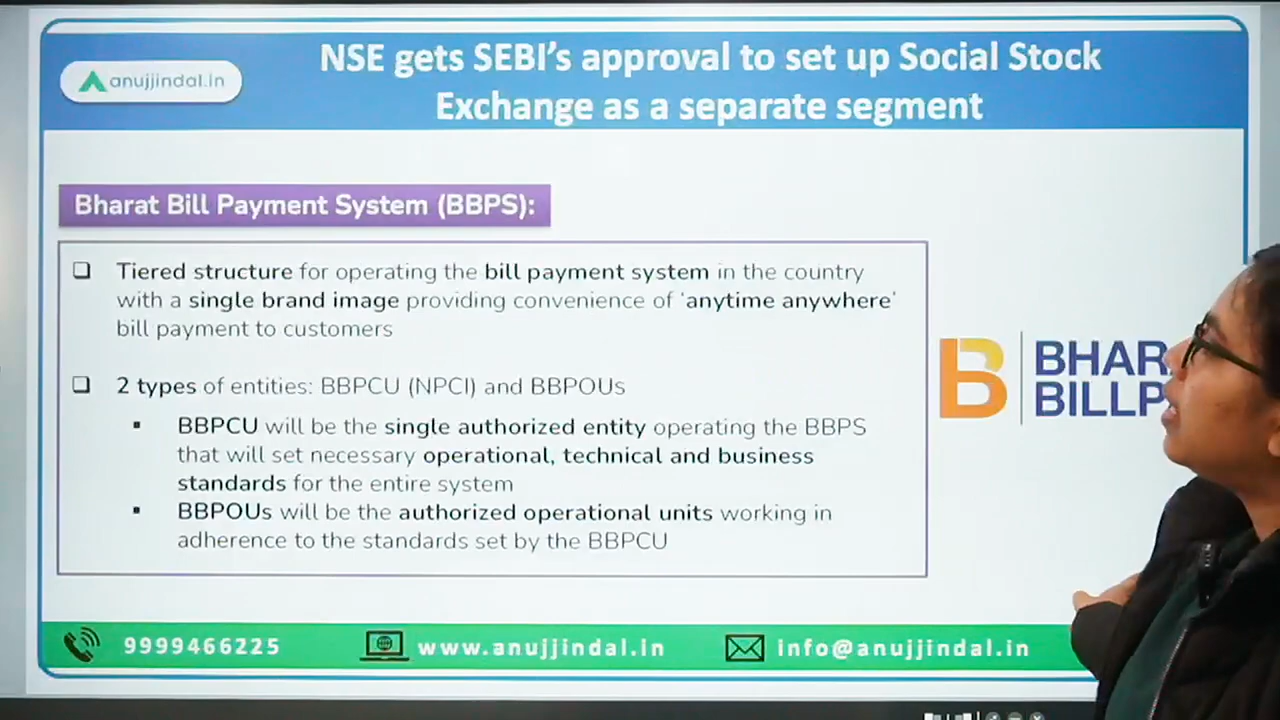 NSE gets SEBI's approval to set up Social Stock
Exchange as a separate segment
anujjindal.in
Bharat Bill Payment System (BBPS):
Tiered structure for operating the bill payment system in the country
with a single brand image providing convenience of 'anytime anywhere'
bill payment to customers
2 types of entities: BBPCU (NPCI) and BBPOUs
BBPCU will be the single authorized entity operating the BBPS
that will set necessary operational, technical and business
standards for the entire system
BBPOUs will be the authorized operational units working in
adherence to the standards set by the BBPCU
9999466225
www.anujjindal.in
info@anujjindal.in